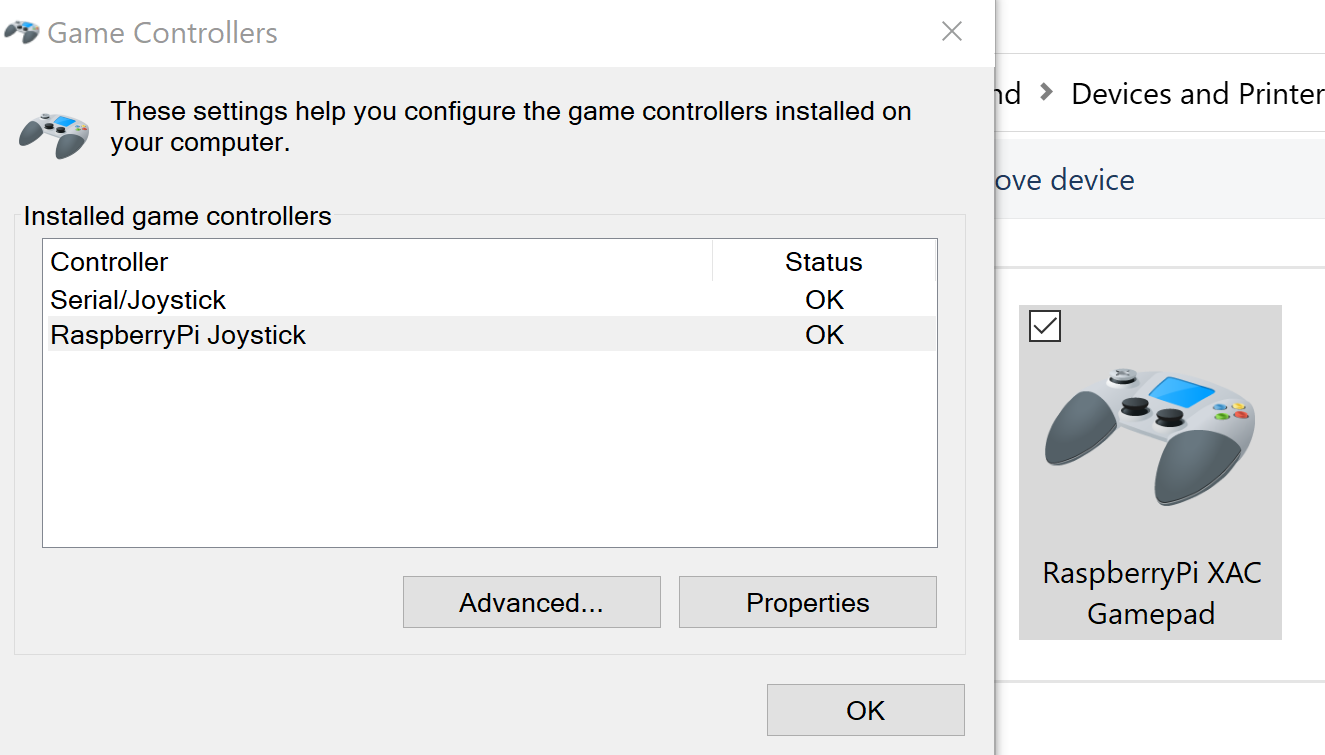 Game Controllers
These settings help you configure the game controllers installed on
your computer.
Installed game controllers
Controller Status
Serial/Joystick OK
RaspberryPi Joystick OK
Advanced... Properties
OK
Devices and Printer
ove device
RaspberryPi XAC
Gamepad